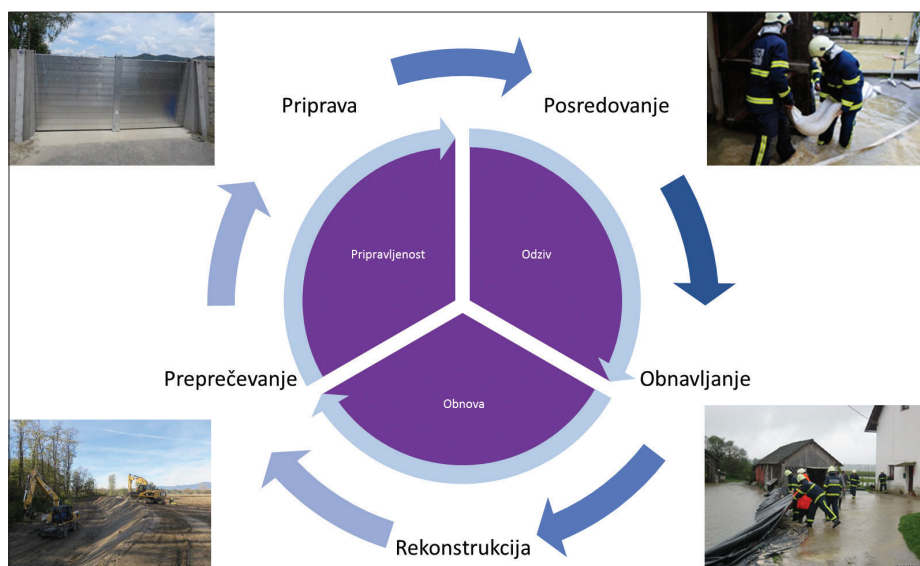 Priprava
Posredovanje
Pripravljenost
Odziv
Preprečevanje
Obnavljanje
Obnova
Rekonstrukcija